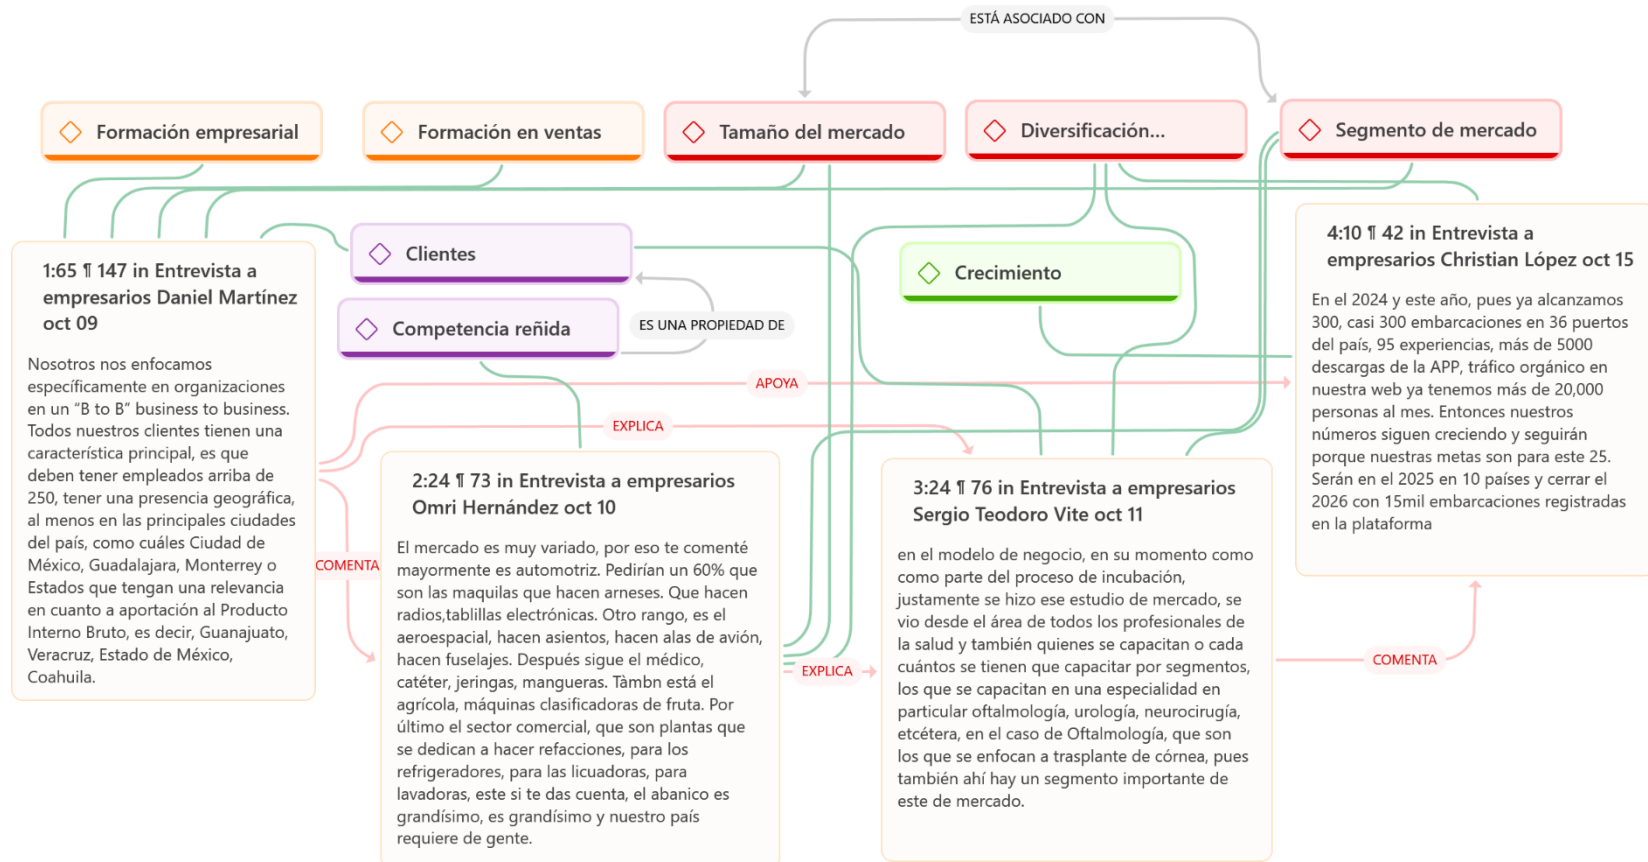 ESTÁ ASOCIADO CON
Formación empresarial
Formación en ventas
Tamaño del mercado
Diversificación...
Segmento de mercado
Clientes
Competencia reñida
ES UNA PROPIEDAD DE
Crecimiento
1:65 ¶ 147 in Entrevista a
empresarios Daniel Martínez
oct 09
Nosotros nos enfocamos
específicamente en organizaciones
en un “B to B” business to business.
Todos nuestros clientes tienen una
característica principal, es que
deben tener empleados arriba de
250, tener una presencia geográfica,
al menos en las principales ciudades
del país, como cuáles Ciudad de
México, Guadalajara, Monterrey o
Estados que tengan una relevancia
en cuanto a aportación al Producto
Interno Bruto, es decir, Guanajuato,
Veracruz, Estado de México,
Coahuila.
APOYA
EXPLICA
COMENTA
2:24 ¶ 73 in Entrevista a empresarios
Omri Hernández oct 10
El mercado es muy variado, por eso te comenté
mayormente es automotriz. Pedirían un 60% que
son las maquilas que hacen arneses. Que hacen
radios,tablillas electrónicas. Otro rango, es el
aeroespacial, hacen asientos, hacen alas de avión,
hacen fuselajes. Después sigue el médico,
catéter, jeringas, mangueras. Tàmbn está el
agrícola, máquinas clasificadoras de fruta. Por
último el sector comercial, que son plantas que
se dedican a hacer refacciones, para los
refrigeradores, para las licuadoras, para
lavadoras, este si te das cuenta, el abanico es
grandísimo, es grandísimo y nuestro país
requiere de gente.
EXPLICA
3:24 ¶ 76 in Entrevista a empresarios
Sergio Teodoro Vite oct 11
en el modelo de negocio, en su momento como
como parte del proceso de incubación,
justamente se hizo ese estudio de mercado, se
vio desde el área de todos los profesionales de
la salud y también quienes se capacitan o cada
cuántos se tienen que capacitar por segmentos,
los que se capacitan en una especialidad en
particular oftalmología, urología, neurocirugía,
etcétera, en el caso de Oftalmología, que son
los que se enfocan a trasplante de córnea, pues
también ahí hay un segmento importante de
este de mercado.
COMENTA
4:10 ¶ 42 in Entrevista a
empresarios Christian López oct 15
En el 2024 y este año, pues ya alcanzamos
300, casi 300 embarcaciones en 36 puertos
del país, 95 experiencias, más de 5000
descargas de la APP, tráfico orgánico en
nuestra web ya tenemos más de 20,000
personas al mes. Entonces nuestros
números siguen creciendo y seguirán
porque nuestras metas son para este 25.
Serán en el 2025 en 10 países y cerrar el
2026 con 15mil embarcaciones registradas
en la plataforma